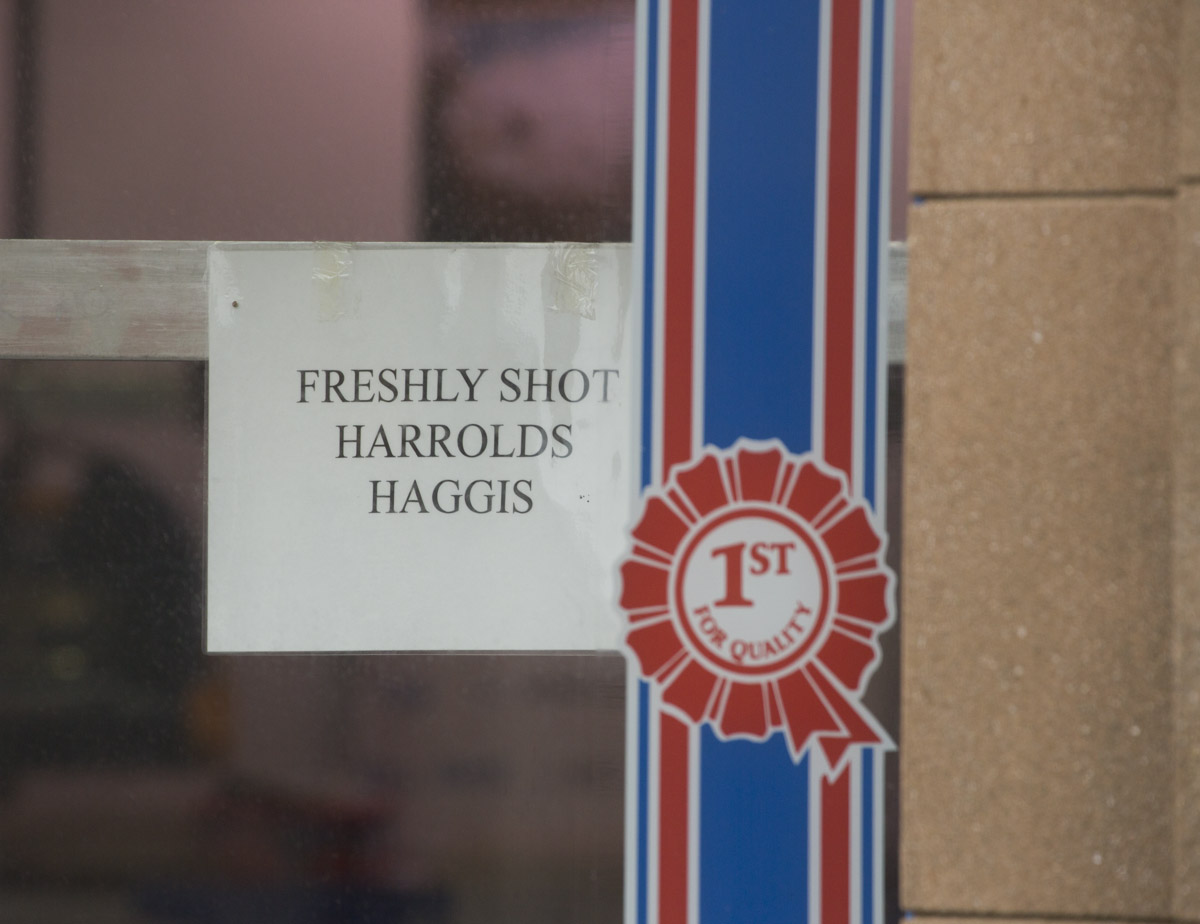 FRESHLY SHOT
HARROLDS
HAGGIS
1ST
FOR QUALITY